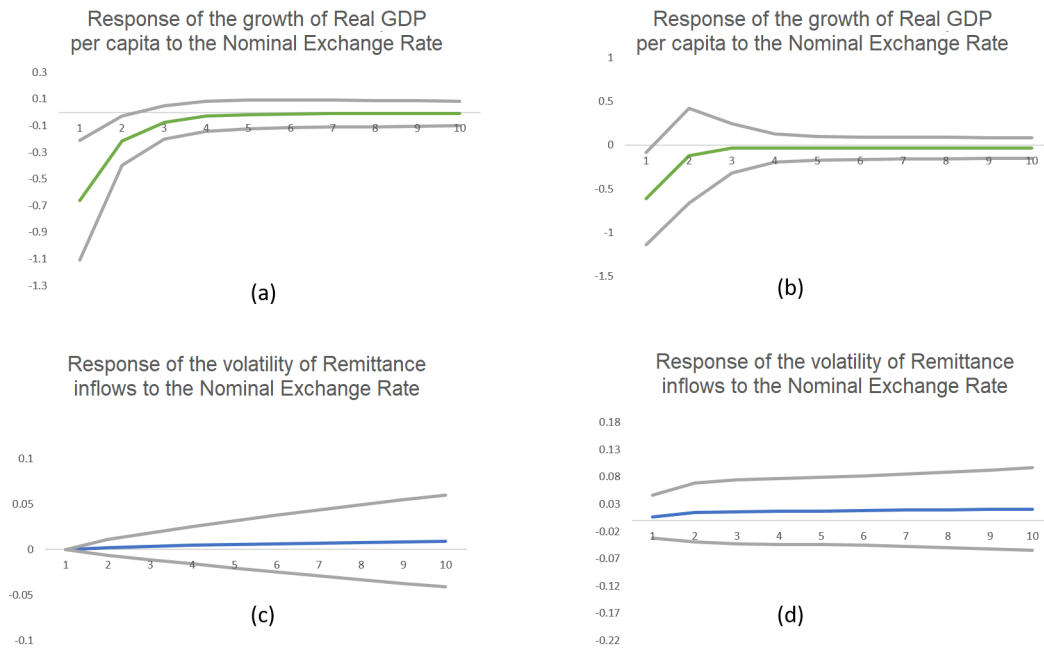 Response of the growth of Real GDP
per capita to the Nominal Exchange Rate
0.3
0.1
-0.1
-0.3
-0.5
-0.7
-0.9
-1.1
-1.3
1 2 3 4 5 6 7 8 9 10
(a)
Response of the growth of Real GDP
per capita to the Nominal Exchange Rate
1
0.5
0
-0.5
-1
-1.5
1 2 3 4 5 6 7 8 9 10
(b)
Response of the volatility of Remittance
inflows to the Nominal Exchange Rate
0.1
0.05
0
-0.05
-0.1
1 2 3 4 5 6 7 8 9 10
(c)
Response of the volatility of Remittance
inflows to the Nominal Exchange Rate
0.18
0.13
0.08
0.03
-0.02
-0.07
-0.12
-0.17
-0.22
1 2 3 4 5 6 7 8 9 10
(d)